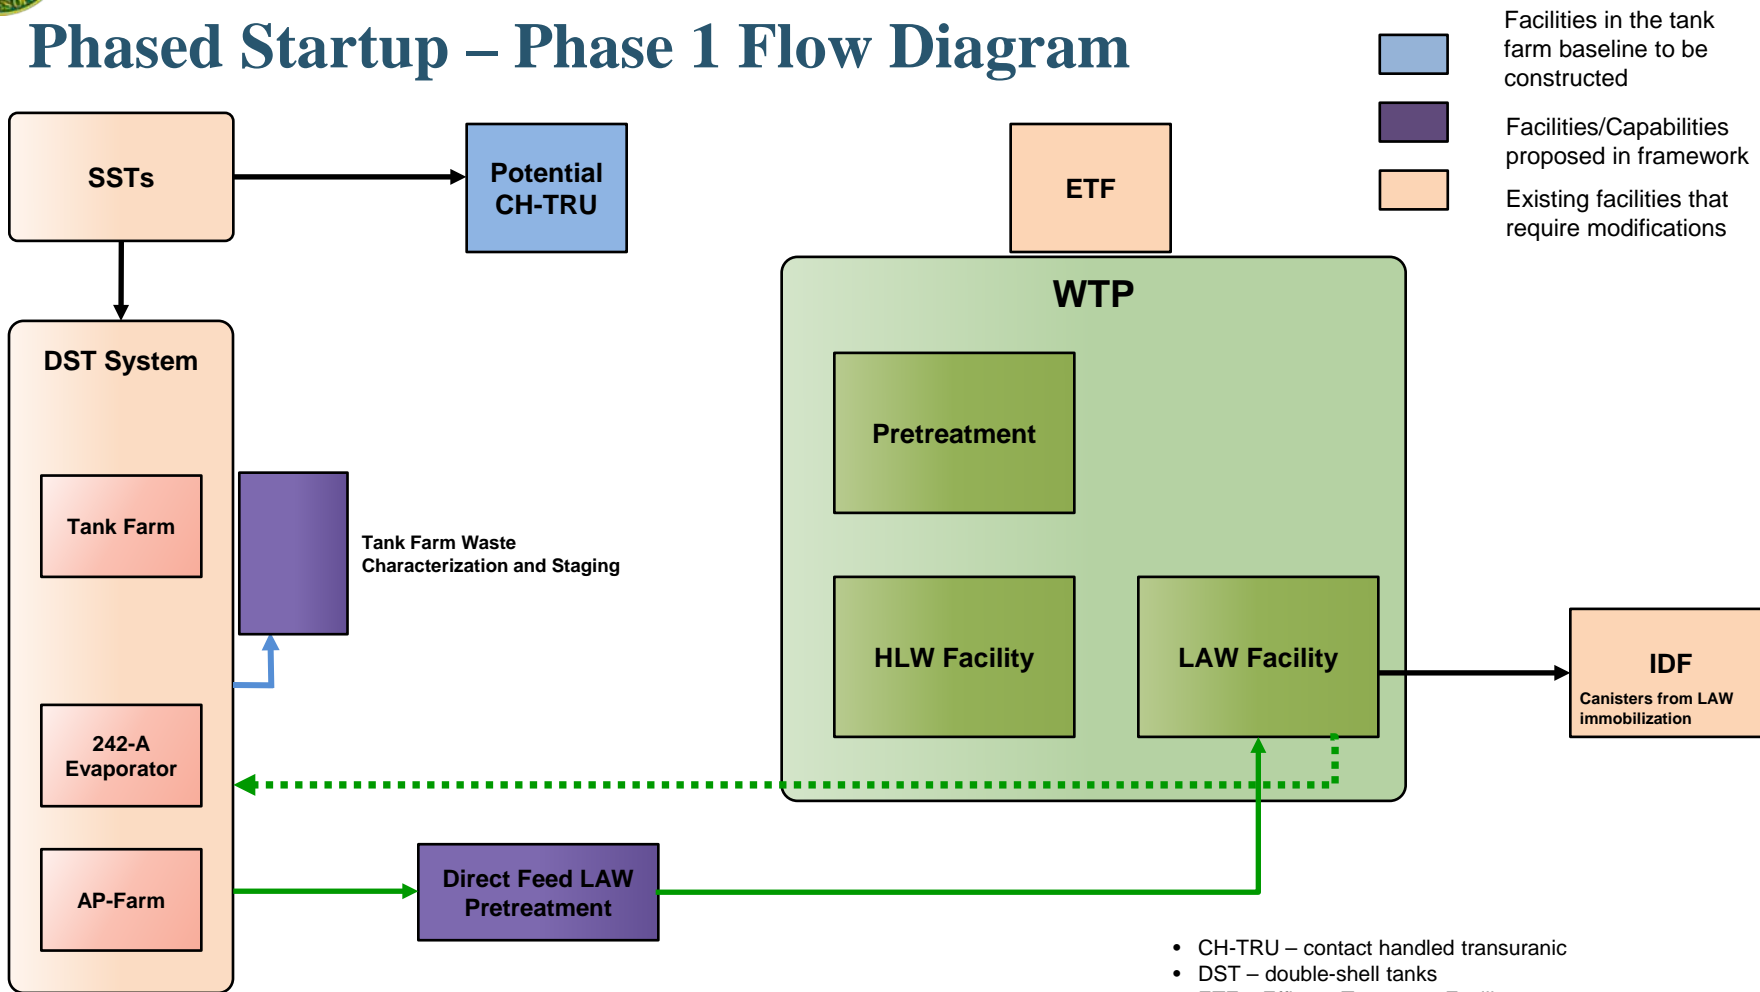 Phased Startup – Phase 1 Flow Diagram
Facilities in the tank
farm baseline to be
constructed
Facilities/Capabilities
proposed in framework
Existing facilities that
require modifications
SSTs
Potential
CH-TRU
ETF
WTP
DST System
Pretreatment
Tank Farm
Tank Farm Waste
Characterization and Staging
HLW Facility
LAW Facility
IDF
Canisters from LAW
immobilization
242-A
Evaporator
AP-Farm
Direct Feed LAW
Pretreatment
• CH-TRU – contact handled transuranic
• DST – double-shell tanks